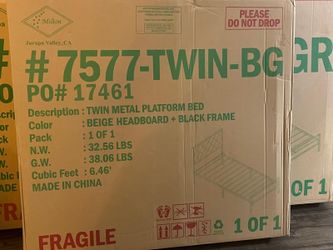 Milton
Jurupa Valley, CA
PLEASE
DO NOT DROP
# 7577-TWIN-BG
GR
PO# 17461
Description : TWIN METAL PLATFORM BED
Color : BEIGE HEADBOARD + BLACK FRAME
Pack : 1 OF 1
N.W. : 32.56 LBS
G.W. : 38.06 LBS
Cubic Feet : 6.46'
MADE IN CHINA
FRAGILE
1 OF 1
1 OF 1